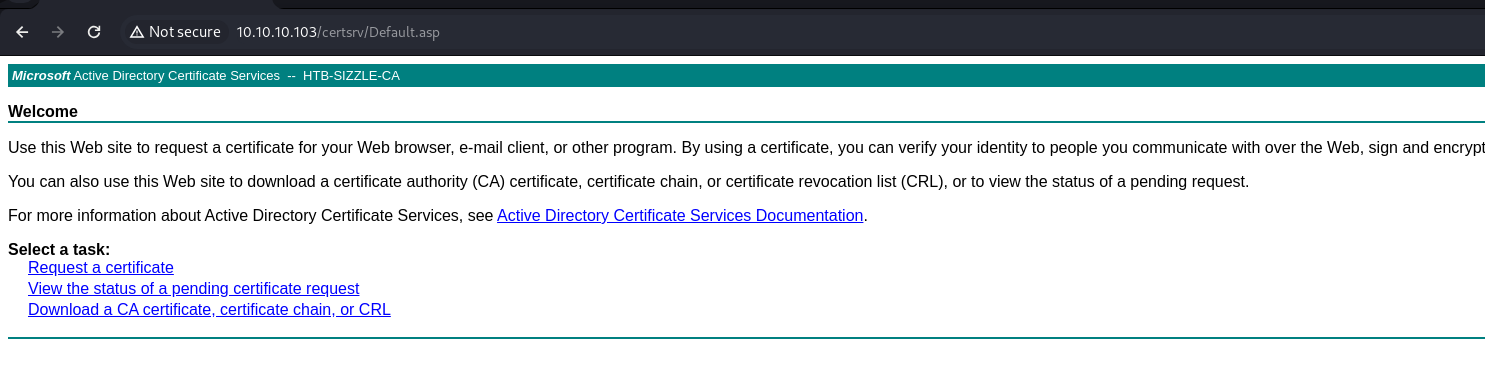 Not secure 10.10.10.103/certsrv/Default.asp
Microsoft Active Directory Certificate Services -- HTB-SIZZLE-CA
Welcome
Use this Web site to request a certificate for your Web browser, e-mail client, or other program. By using a certificate, you can verify your identity to people you communicate with over the Web, sign and encrypt
You can also use this Web site to download a certificate authority (CA) certificate, certificate chain, or certificate revocation list (CRL), or to view the status of a pending request.
For more information about Active Directory Certificate Services, see Active Directory Certificate Services Documentation.
Select a task:
Request a certificate
View the status of a pending certificate request
Download a CA certificate, certificate chain, or CRL